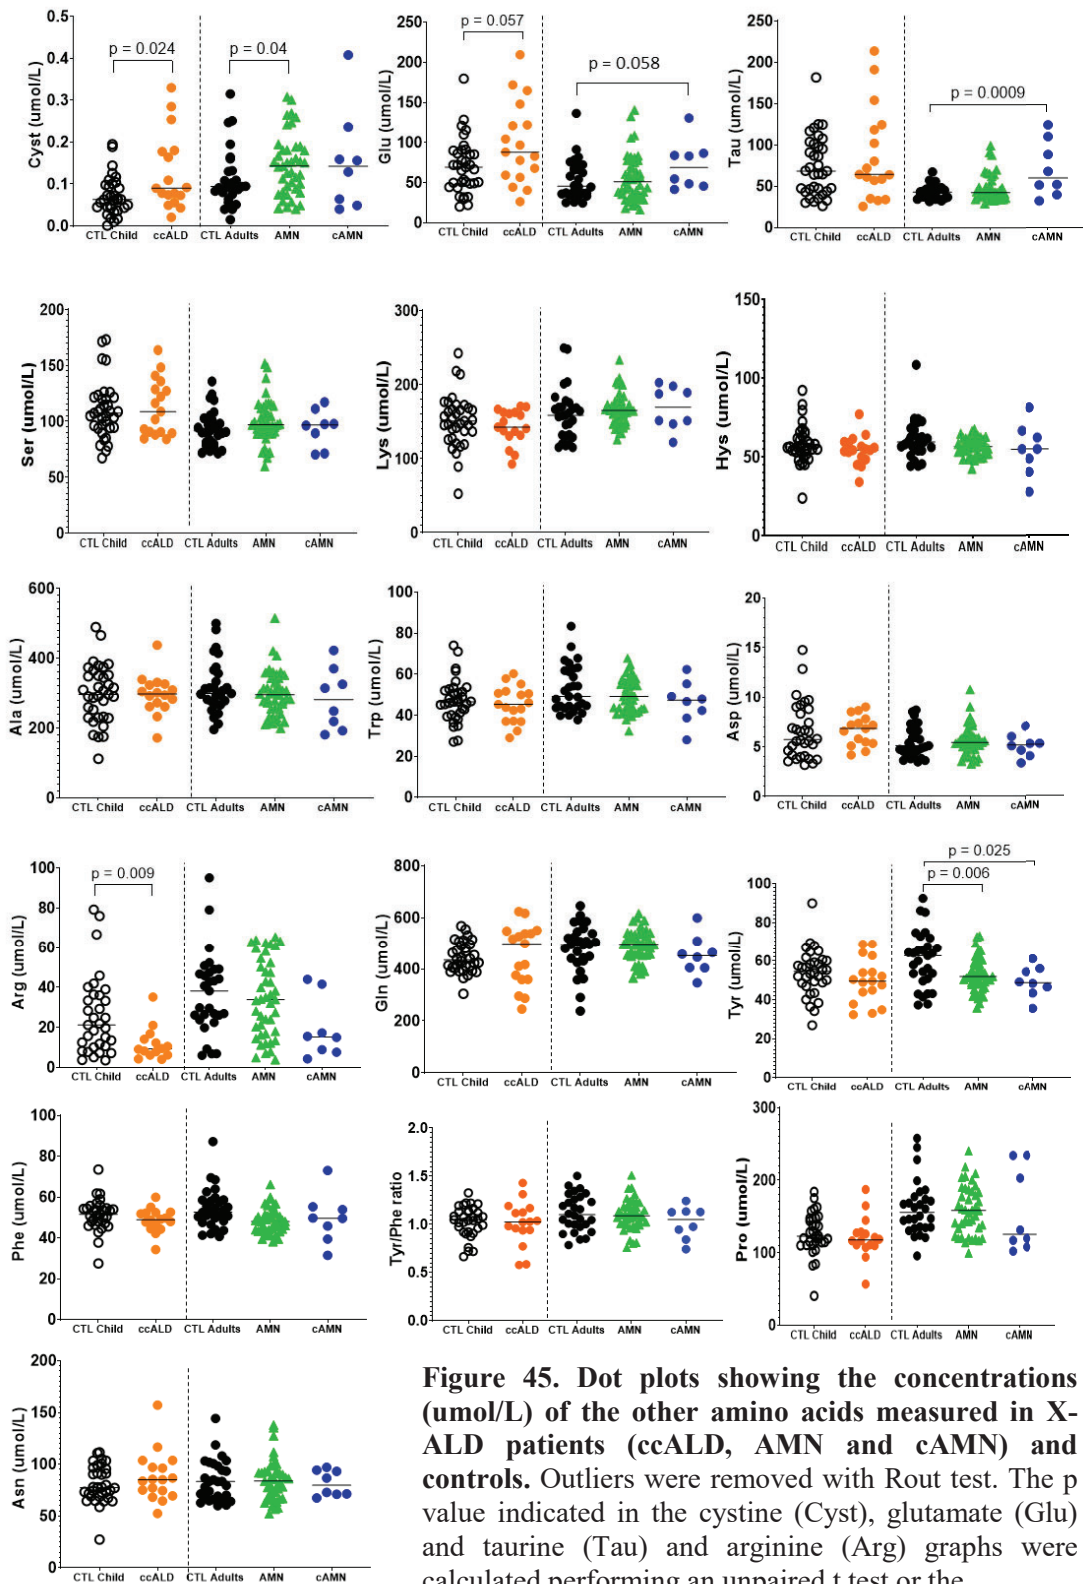 0.5
0.4
0.3
0.2
0.1
0.0
Cyst (umol/L)
p = 0.024
p = 0.04
CTL Child
ccALD
CTL Adults
AMN
cAMN
250
200
150
100
50
0
Glu (umol/L)
p = 0.057
p = 0.058
CTL Child
ccALD
CTL Adults
AMN
cAMN
250
200
150
100
50
0
Tau (umol/L)
p = 0.0009
CTL Child
ccALD
CTL Adults
AMN
cAMN
200
150
100
50
0
Ser (umol/L)
CTL Child
ccALD
CTL Adults
AMN
cAMN
300
200
100
0
Lys (umol/L)
CTL Child
ccALD
CTL Adults
AMN
cAMN
150
100
50
0
Hys (umol/L)
CTL Child
ccALD
CTL Adults
AMN
cAMN
600
400
200
0
Ala (umol/L)
CTL Child
ccALD
CTL Adults
AMN
cAMN
100
80
60
40
20
0
Trp (umol/L)
CTL Child
ccALD
CTL Adults
AMN
cAMN
20
15
10
5
0
Asp (umol/L)
CTL Child
ccALD
CTL Adults
AMN
cAMN
100
80
60
40
20
0
Arg (umol/L)
p = 0.009
CTL Child
ccALD
CTL Adults
AMN
cAMN
800
600
400
200
0
Gln (umol/L)
CTL Child
ccALD
CTL Adults
AMN
cAMN
100
80
60
40
20
0
Tyr (umol/L)
p = 0.025
p = 0.006
CTL Child
ccALD
CTL Adults
AMN
cAMN
100
80
60
40
20
0
Phe (umol/L)
CTL Child
ccALD
CTL Adults
AMN
cAMN
2.0
1.5
1.0
0.5
0.0
Tyr/Phe ratio
CTL Child
ccALD
CTL Adults
AMN
cAMN
300
200
100
0
Pro (umol/L)
CTL Child
ccALD
CTL Adults
AMN
cAMN
200
150
100
50
0
Asn (umol/L)
CTL Child
ccALD
CTL Adults
AMN
cAMN
Figure 45. Dot plots showing the concentrations
(umol/L) of the other amino acids measured in X-
ALD patients (ccALD, AMN and cAMN) and
controls. Outliers were removed with Rout test. The p
value indicated in the cystine (Cyst), glutamate (Glu)
and taurine (Tau) and arginine (Arg) graphs were
calculated performing an unpaired t test or the